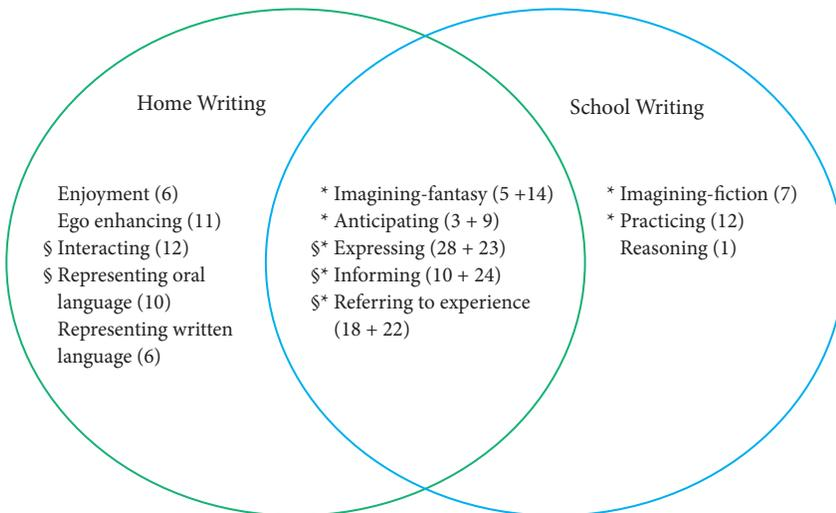 Home Writing
School Writing
Enjoyment (6)
Ego enhancing (11)
§ Interacting (12)
§ Representing oral
language (10)
Representing written
language (6)
* Imagining-fantasy (5 +14)
* Anticipating (3 + 9)
§* Expressing (28 + 23)
§* Informing (10 + 24)
§* Referring to experience
(18 + 22)
* Imagining-fiction (7)
* Practicing (12)
Reasoning (1)